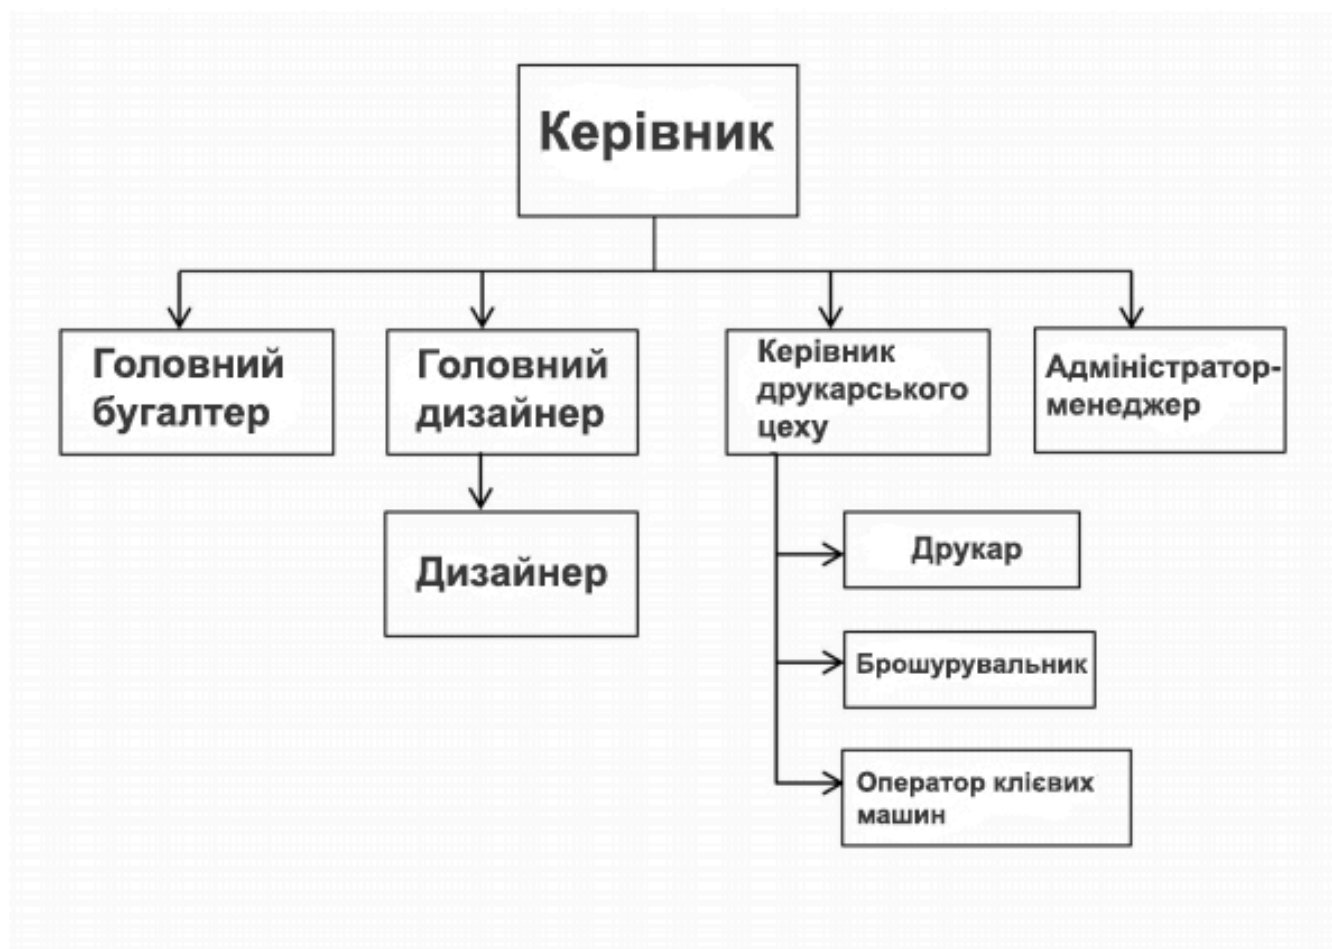 Керівник
Головний
бугалтер
Головний
дизайнер
Керівник
друкарського
цеху
Адміністратор-
менеджер
Дизайнер
Друкар
Брошурувальник
Оператор клієвих
машин